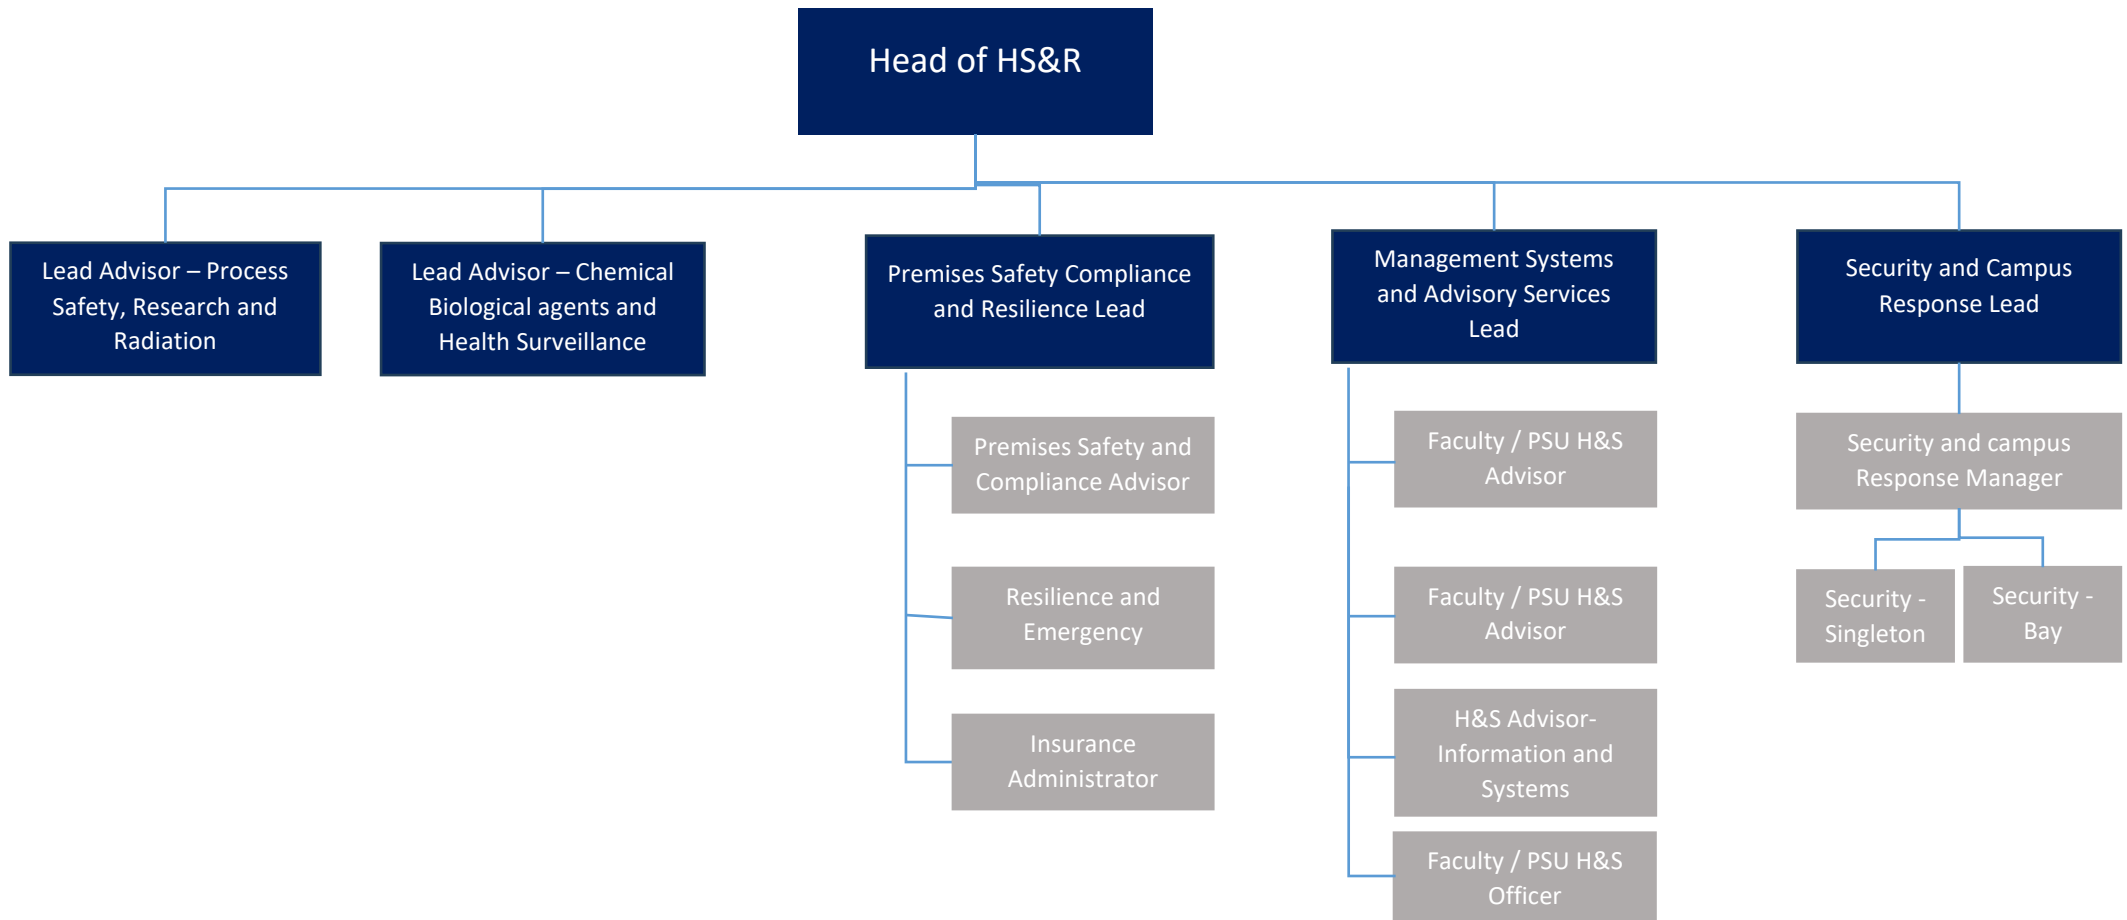 Head of HS&R
Lead Advisor – Process
Safety, Research and
Radiation
Lead Advisor – Chemical
Biological agents and
Health Surveillance
Premises Safety Compliance
and Resilience Lead
Management Systems
and Advisory Services
Lead
Security and Campus
Response Lead
Premises Safety and
Compliance Advisor
Resilience and
Emergency
Insurance
Administrator
Faculty / PSU H&S
Advisor
Faculty / PSU H&S
Advisor
H&S Advisor-
Information and
Systems
Faculty / PSU H&S
Officer
Security and campus
Response Manager
Security -
Singleton
Security -
Bay